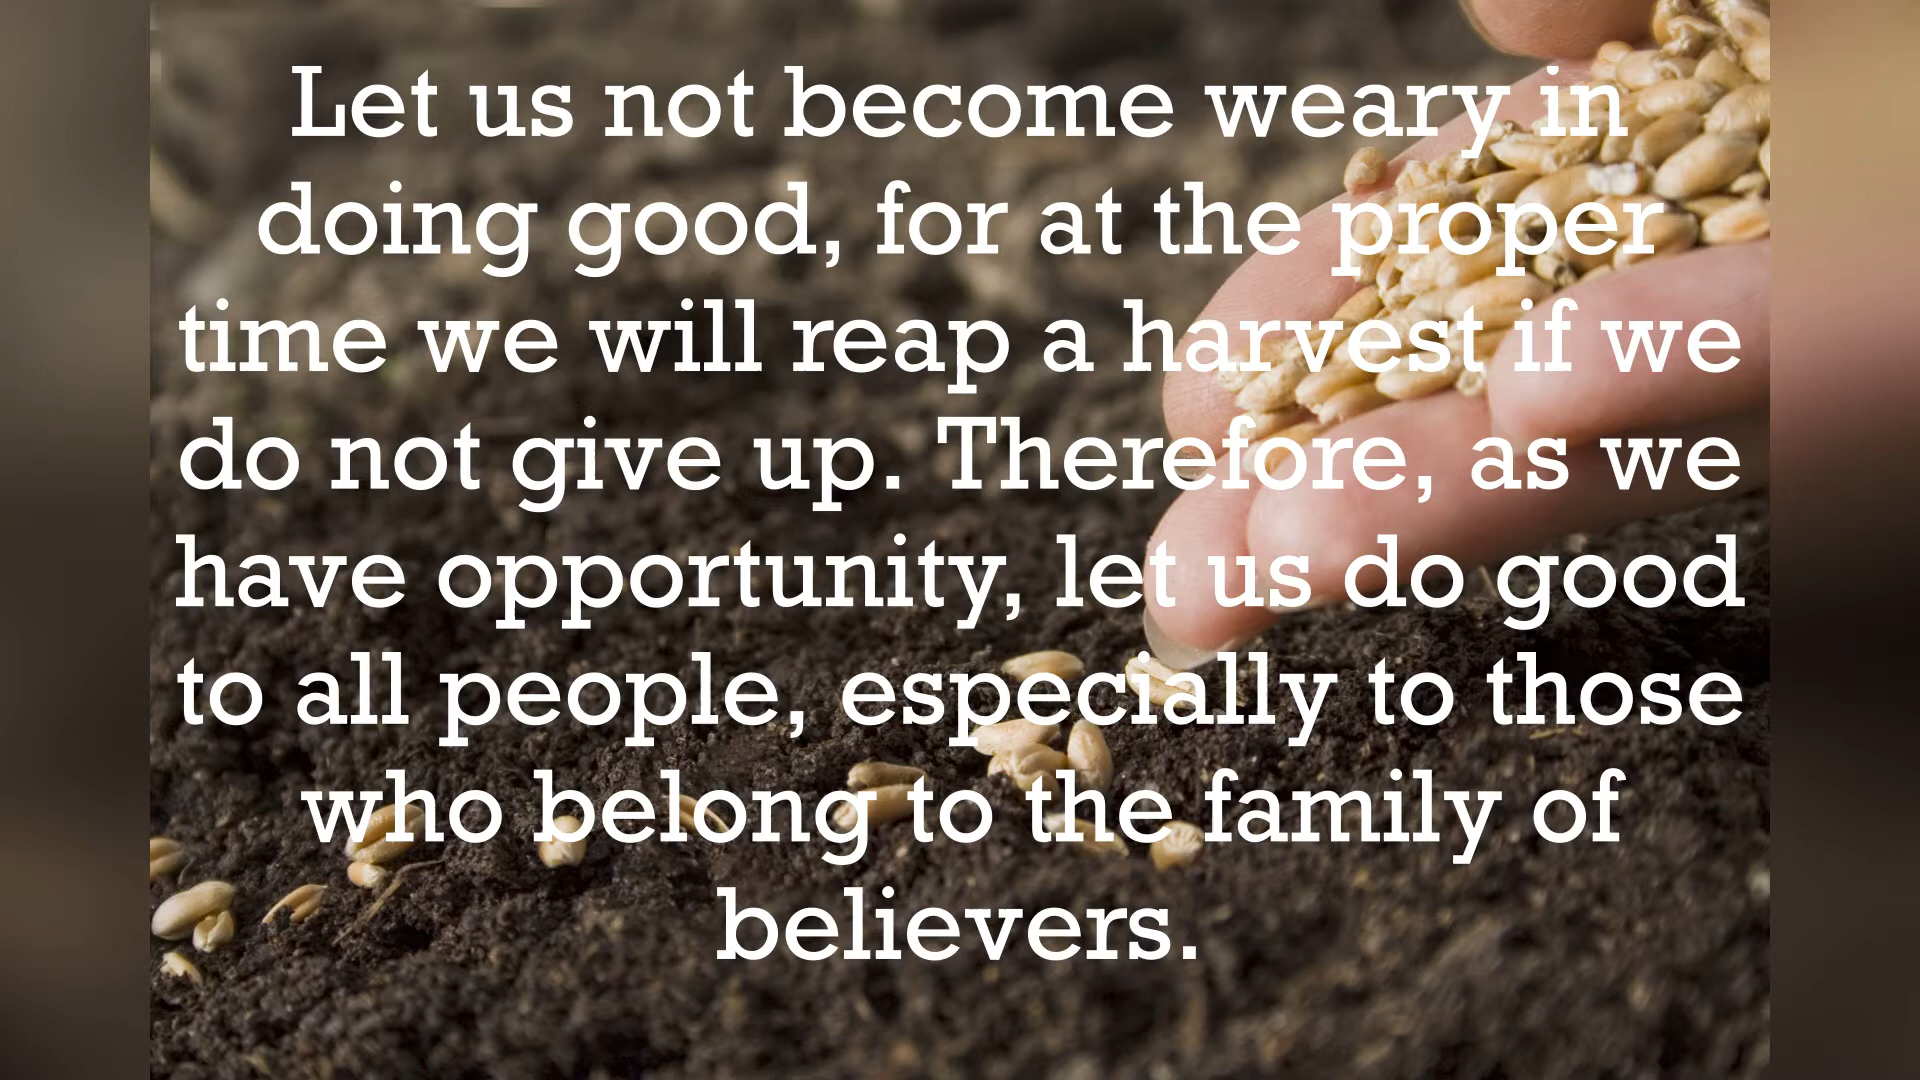 Let us not become weary in
doing good, for at the proper
time we will reap a harvest if we
do not give up. Therefore, as we
have opportunity, let us do good
to all people, especially to those
who belong to the family of
believers.